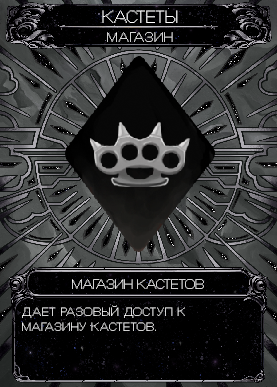 КАСТЕТЫ
МАГАЗИН
МАГАЗИН КАСТЕТОВ
ДАЕТ РАЗОВЫЙ ДОСТУП К
МАГАЗИНУ КАСТЕТОВ.